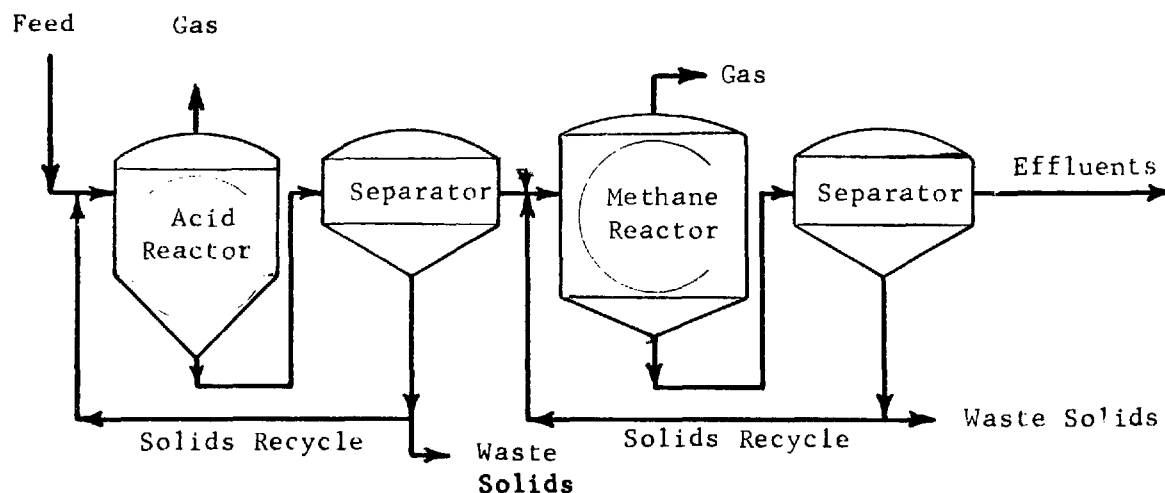 Feed
Gas
Gas
Acid
Reactor
Separator
Methane
Reactor
Separator
Effluents
Solids Recycle
Waste
Solids
Solids Recycle
Waste Solids